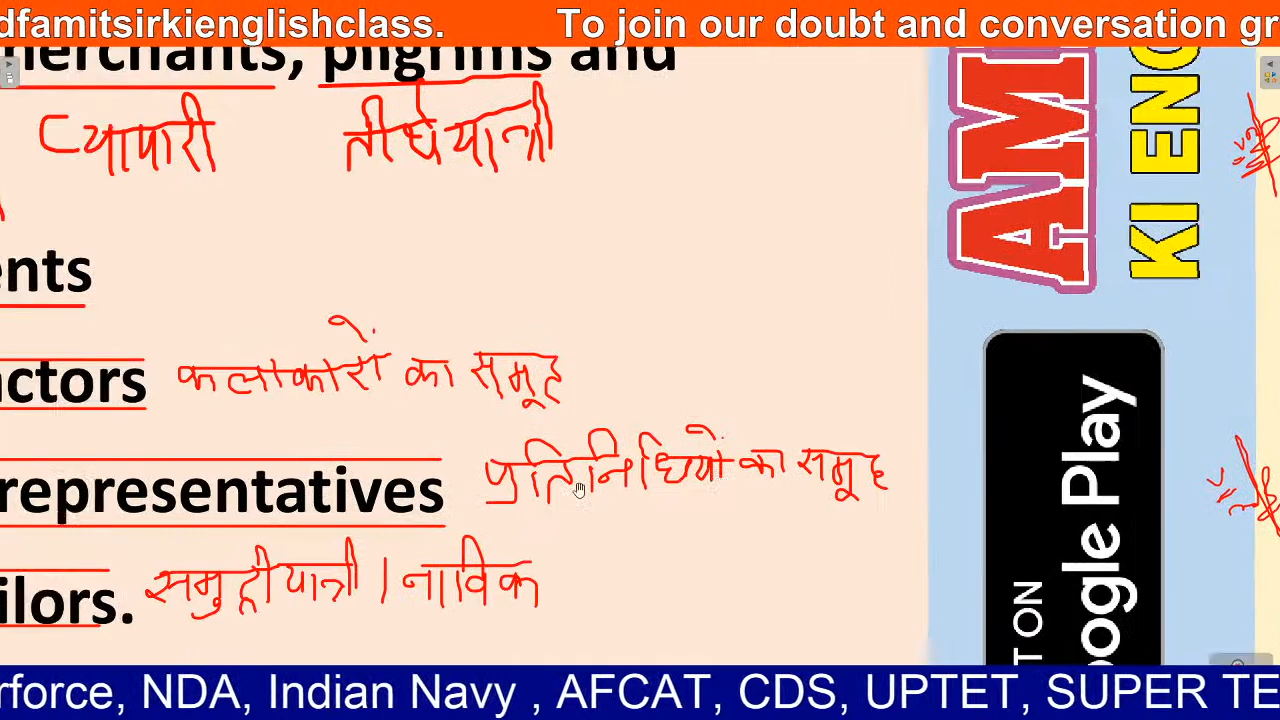 dfamitsirkienglishclass. To join our doubt and conversation gr
erchants, pilgrims and
व्यापारी तीर्थयात्री
ents
actors कलाकारों का समूह
representatives प्रतिनिधियों का समूह
ilors. समुद्री यात्री । नाविक
AM
KI ENG
T ON
oogle Play
rforce, NDA, Indian Navy , AFCAT, CDS, UPTET, SUPER TE